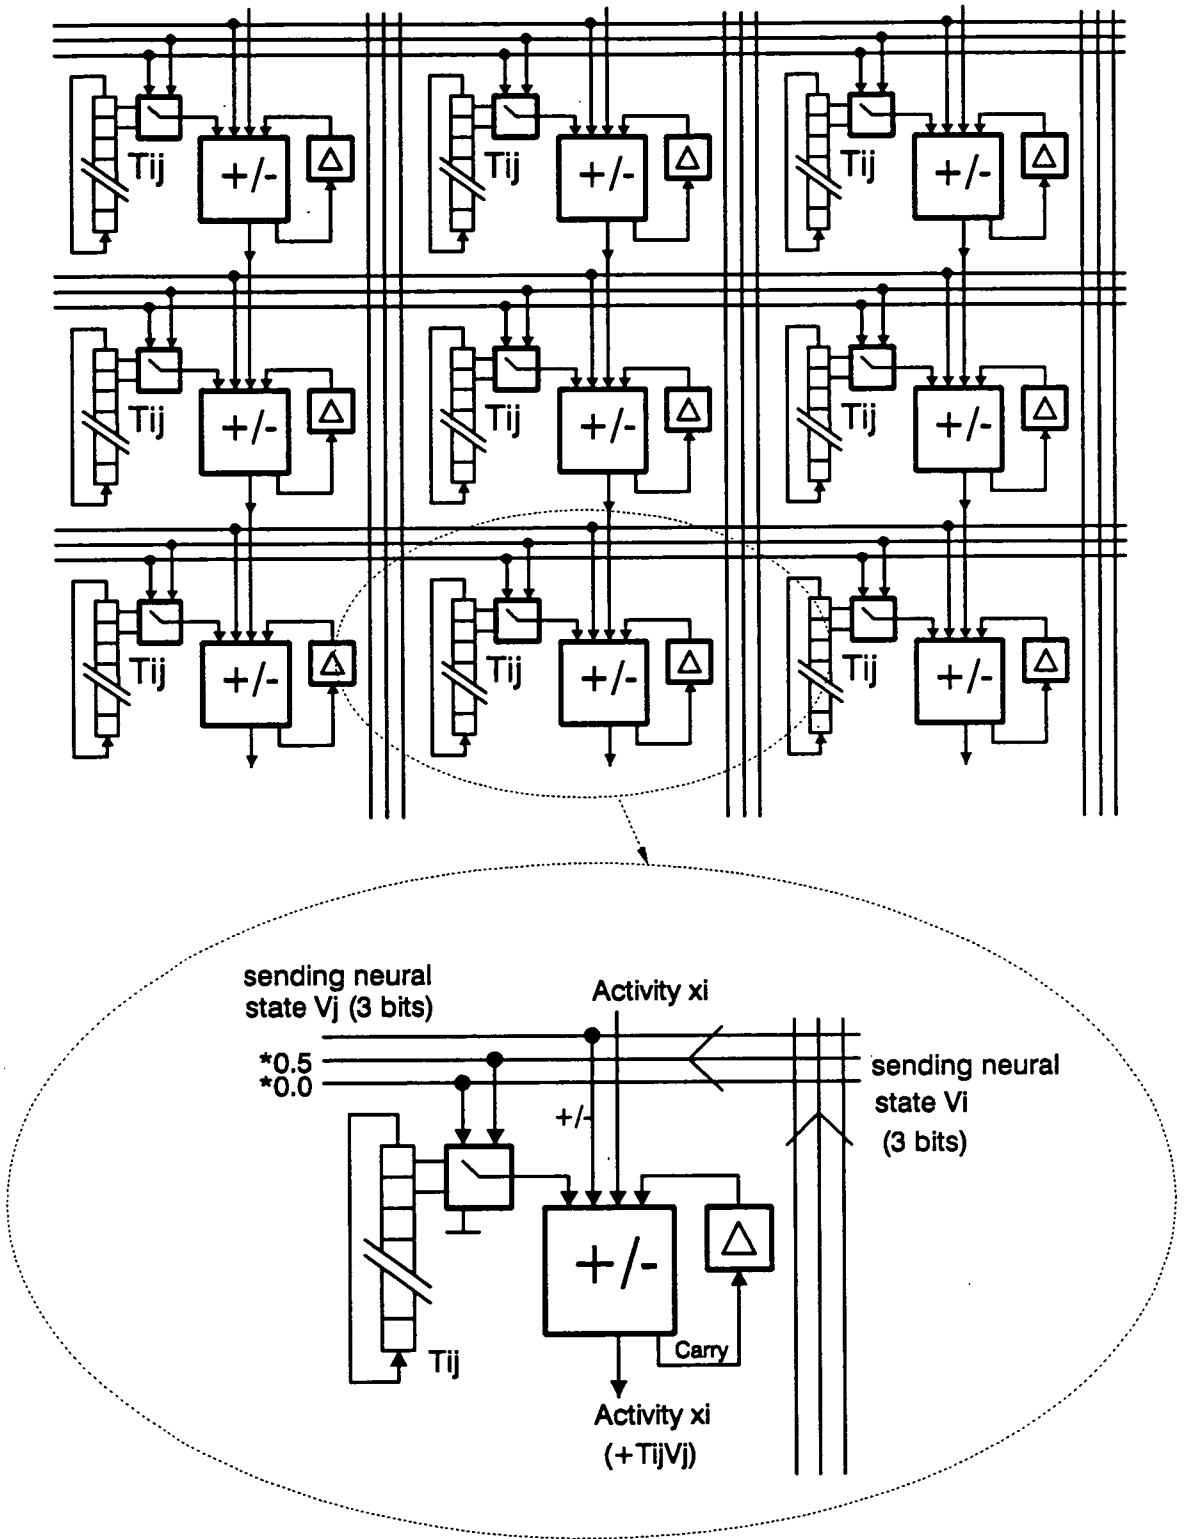 Tij
+/-
Δ
Tij
+/-
Δ
Tij
+/-
Δ
Tij
+/-
Δ
Tij
+/-
Δ
Tij
+/-
Δ
Tij
+/-
Δ
Tij
+/-
Δ
Tij
+/-
Δ
sending neural
state Vj (3 bits)
Activity xi
*0.5
*0.0
sending neural
state Vi
(3 bits)
+/-
+/-
Δ
Carry
Tij
Activity xi
(+TijVj)